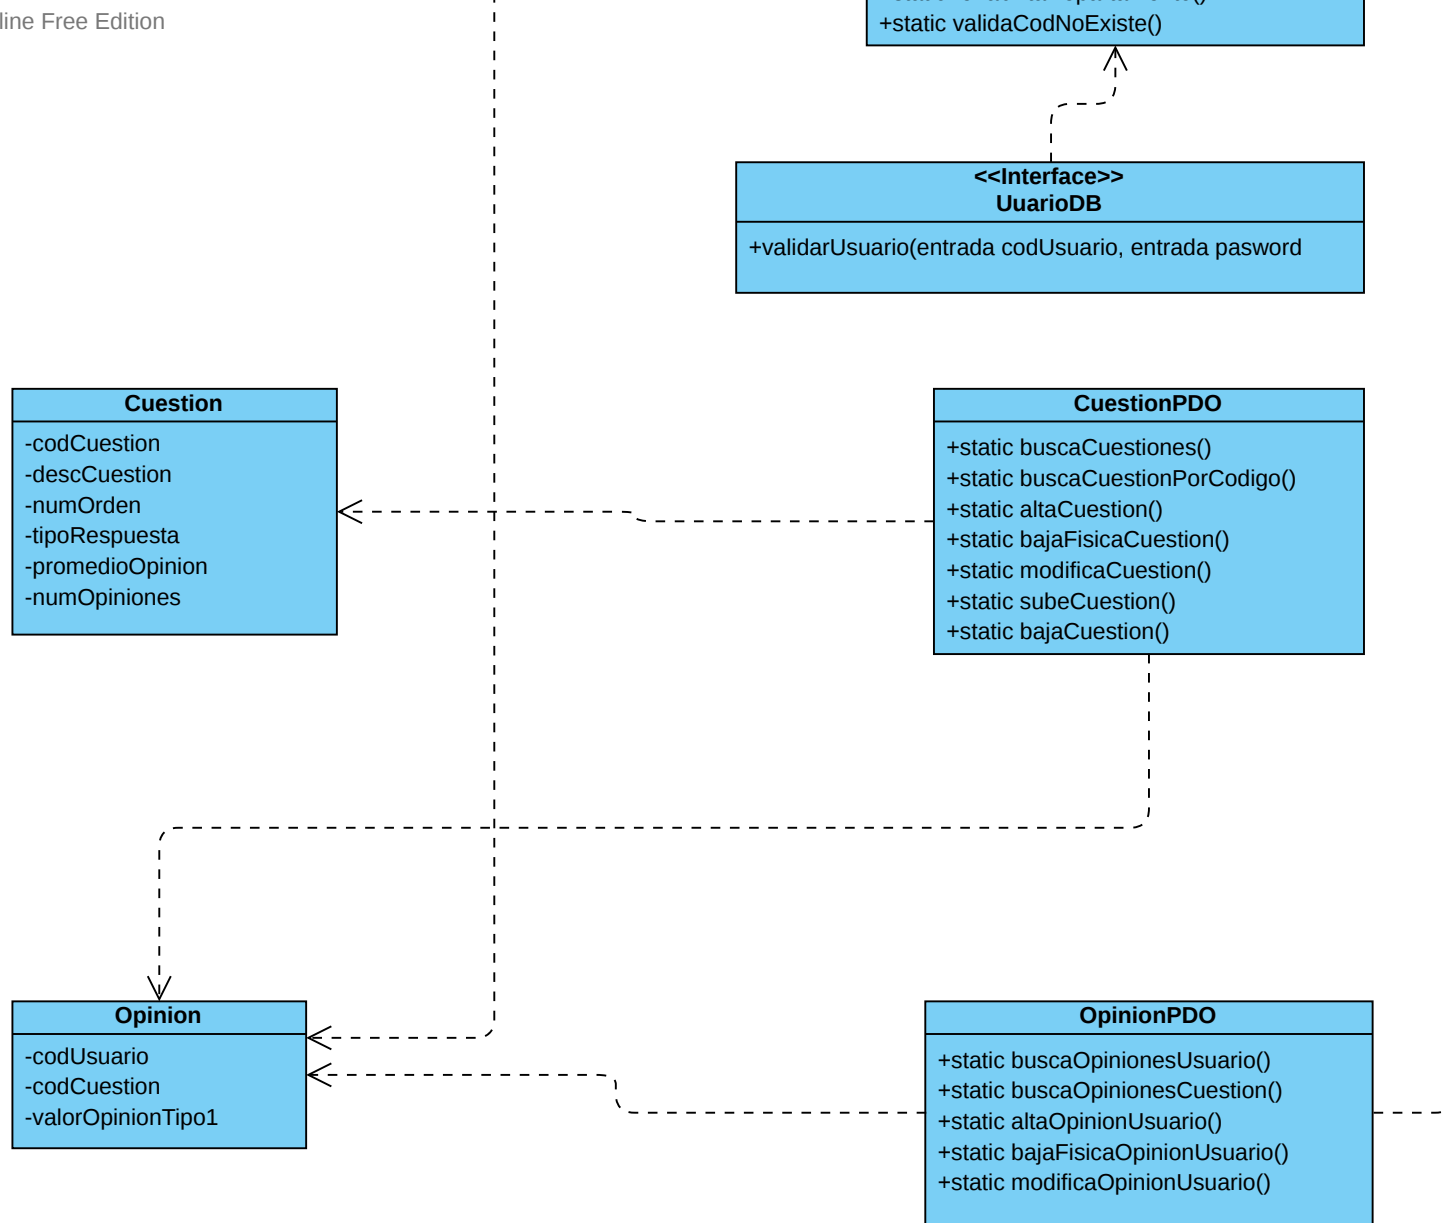 line Free Edition
+static validaCodNoExiste()
<<Interface>>
UuarioDB
+validarUsuario(entrada codUsuario, entrada pasword
Cuestion
-codCuestion
-descCuestion
-numOrden
-tipoRespuesta
-promedioOpinion
-numOpiniones
CuestionPDO
+static buscaCuestiones()
+static buscaCuestionPorCodigo()
+static altaCuestion()
+static bajaFisicaCuestion()
+static modificaCuestion()
+static subeCuestion()
+static bajaCuestion()
Opinion
-codUsuario
-codCuestion
-valorOpinionTipo1
OpinionPDO
+static buscaOpinionesUsuario()
+static buscaOpinionesCuestion()
+static altaOpinionUsuario()
+static bajaFisicaOpinionUsuario()
+static modificaOpinionUsuario()